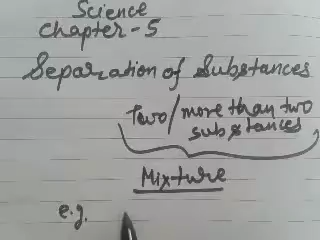 Science
Chapter-5
Separation of Substances
Two/more than two
substances
Mixture
e.g.